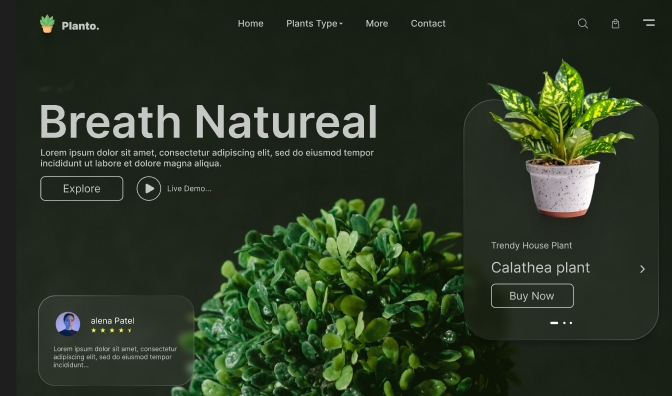 Planto.
Home Plants Type More Contact
Breath Natureal
Lorem ipsum dolor sit amet, consectetur adipiscing elit, sed do eiusmod tempor
incididunt ut labore et dolore magna aliqua.
Explore
Live Demo...
Trendy House Plant
Calathea plant
Buy Now
alena Patel
Lorem ipsum dolor sit amet, consectetur
adipiscing elit, sed do eiusmod tempor
incididunt...